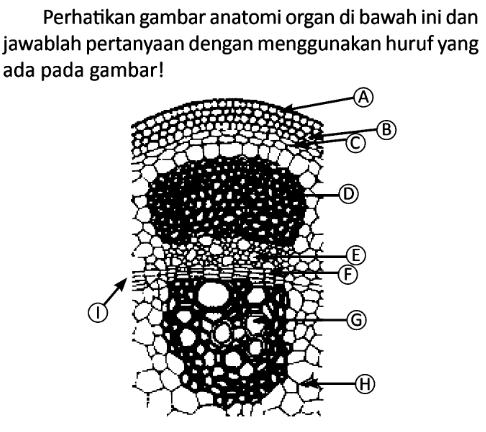 Perhatikan gambar anatomi organ di bawah ini dan
jawablah pertanyaan dengan menggunakan huruf yang
ada pada gambar!
A
B
C
D
E
F
I
G
H